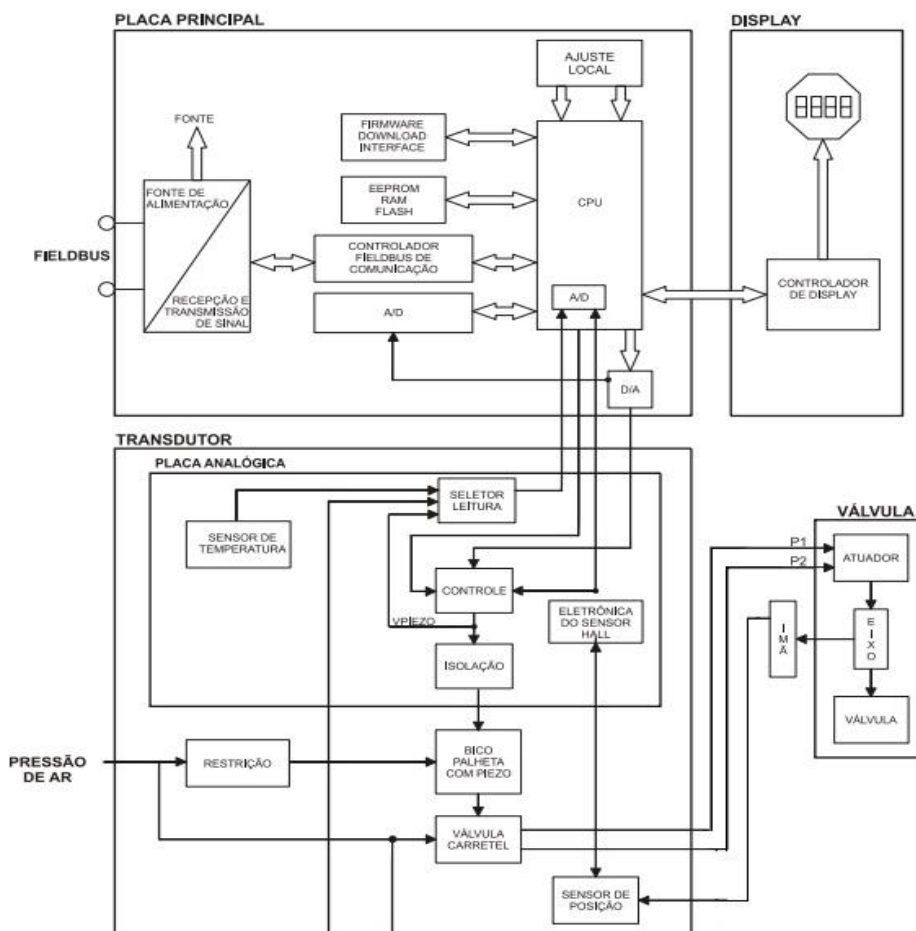 PLACA PRINCIPAL
DISPLAY
AJUSTE
LOCAL
FONTE
FIRMWARE
DOWNLOAD
INTERFACE
FONTE DE
ALIMENTAÇÃO
EEPROM
RAM
FLASH
CPU
FIELDBUS
CONTROLADOR
FIELDBUS DE
COMUNICAÇÃO
CONTROLADOR
DE DISPLAY
RECEPÇÃO E
TRANSMISSÃO
DE SINAL
A/D
A/D
D/A
TRANSDUTOR
PLACA ANALÓGICA
SELETOR
LEITURA
VÁLVULA
SENSOR DE
TEMPERATURA
P1
P2
ATUADOR
CONTROLE
VPIEZO
ELETRÔNICA
DO SENSOR
HALL
IMÃ
EIXO
ISOLAÇÃO
VÁLVULA
PRESSÃO
DE AR
RESTRIÇÃO
BICO
PALHETA
COM PIEZO
VÁLVULA
CARRETEL
SENSOR DE
POSIÇÃO